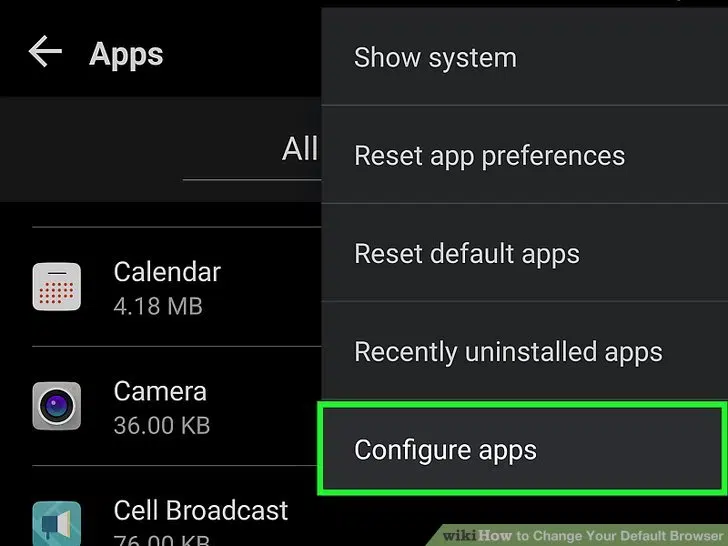 Apps
All
Calendar
4.18 MB
Camera
36.00 KB
Cell Broadcast
76.00 KB
Show system
Reset app preferences
Reset default apps
Recently uninstalled apps
Configure apps
wikiHow to Change Your Default Browser